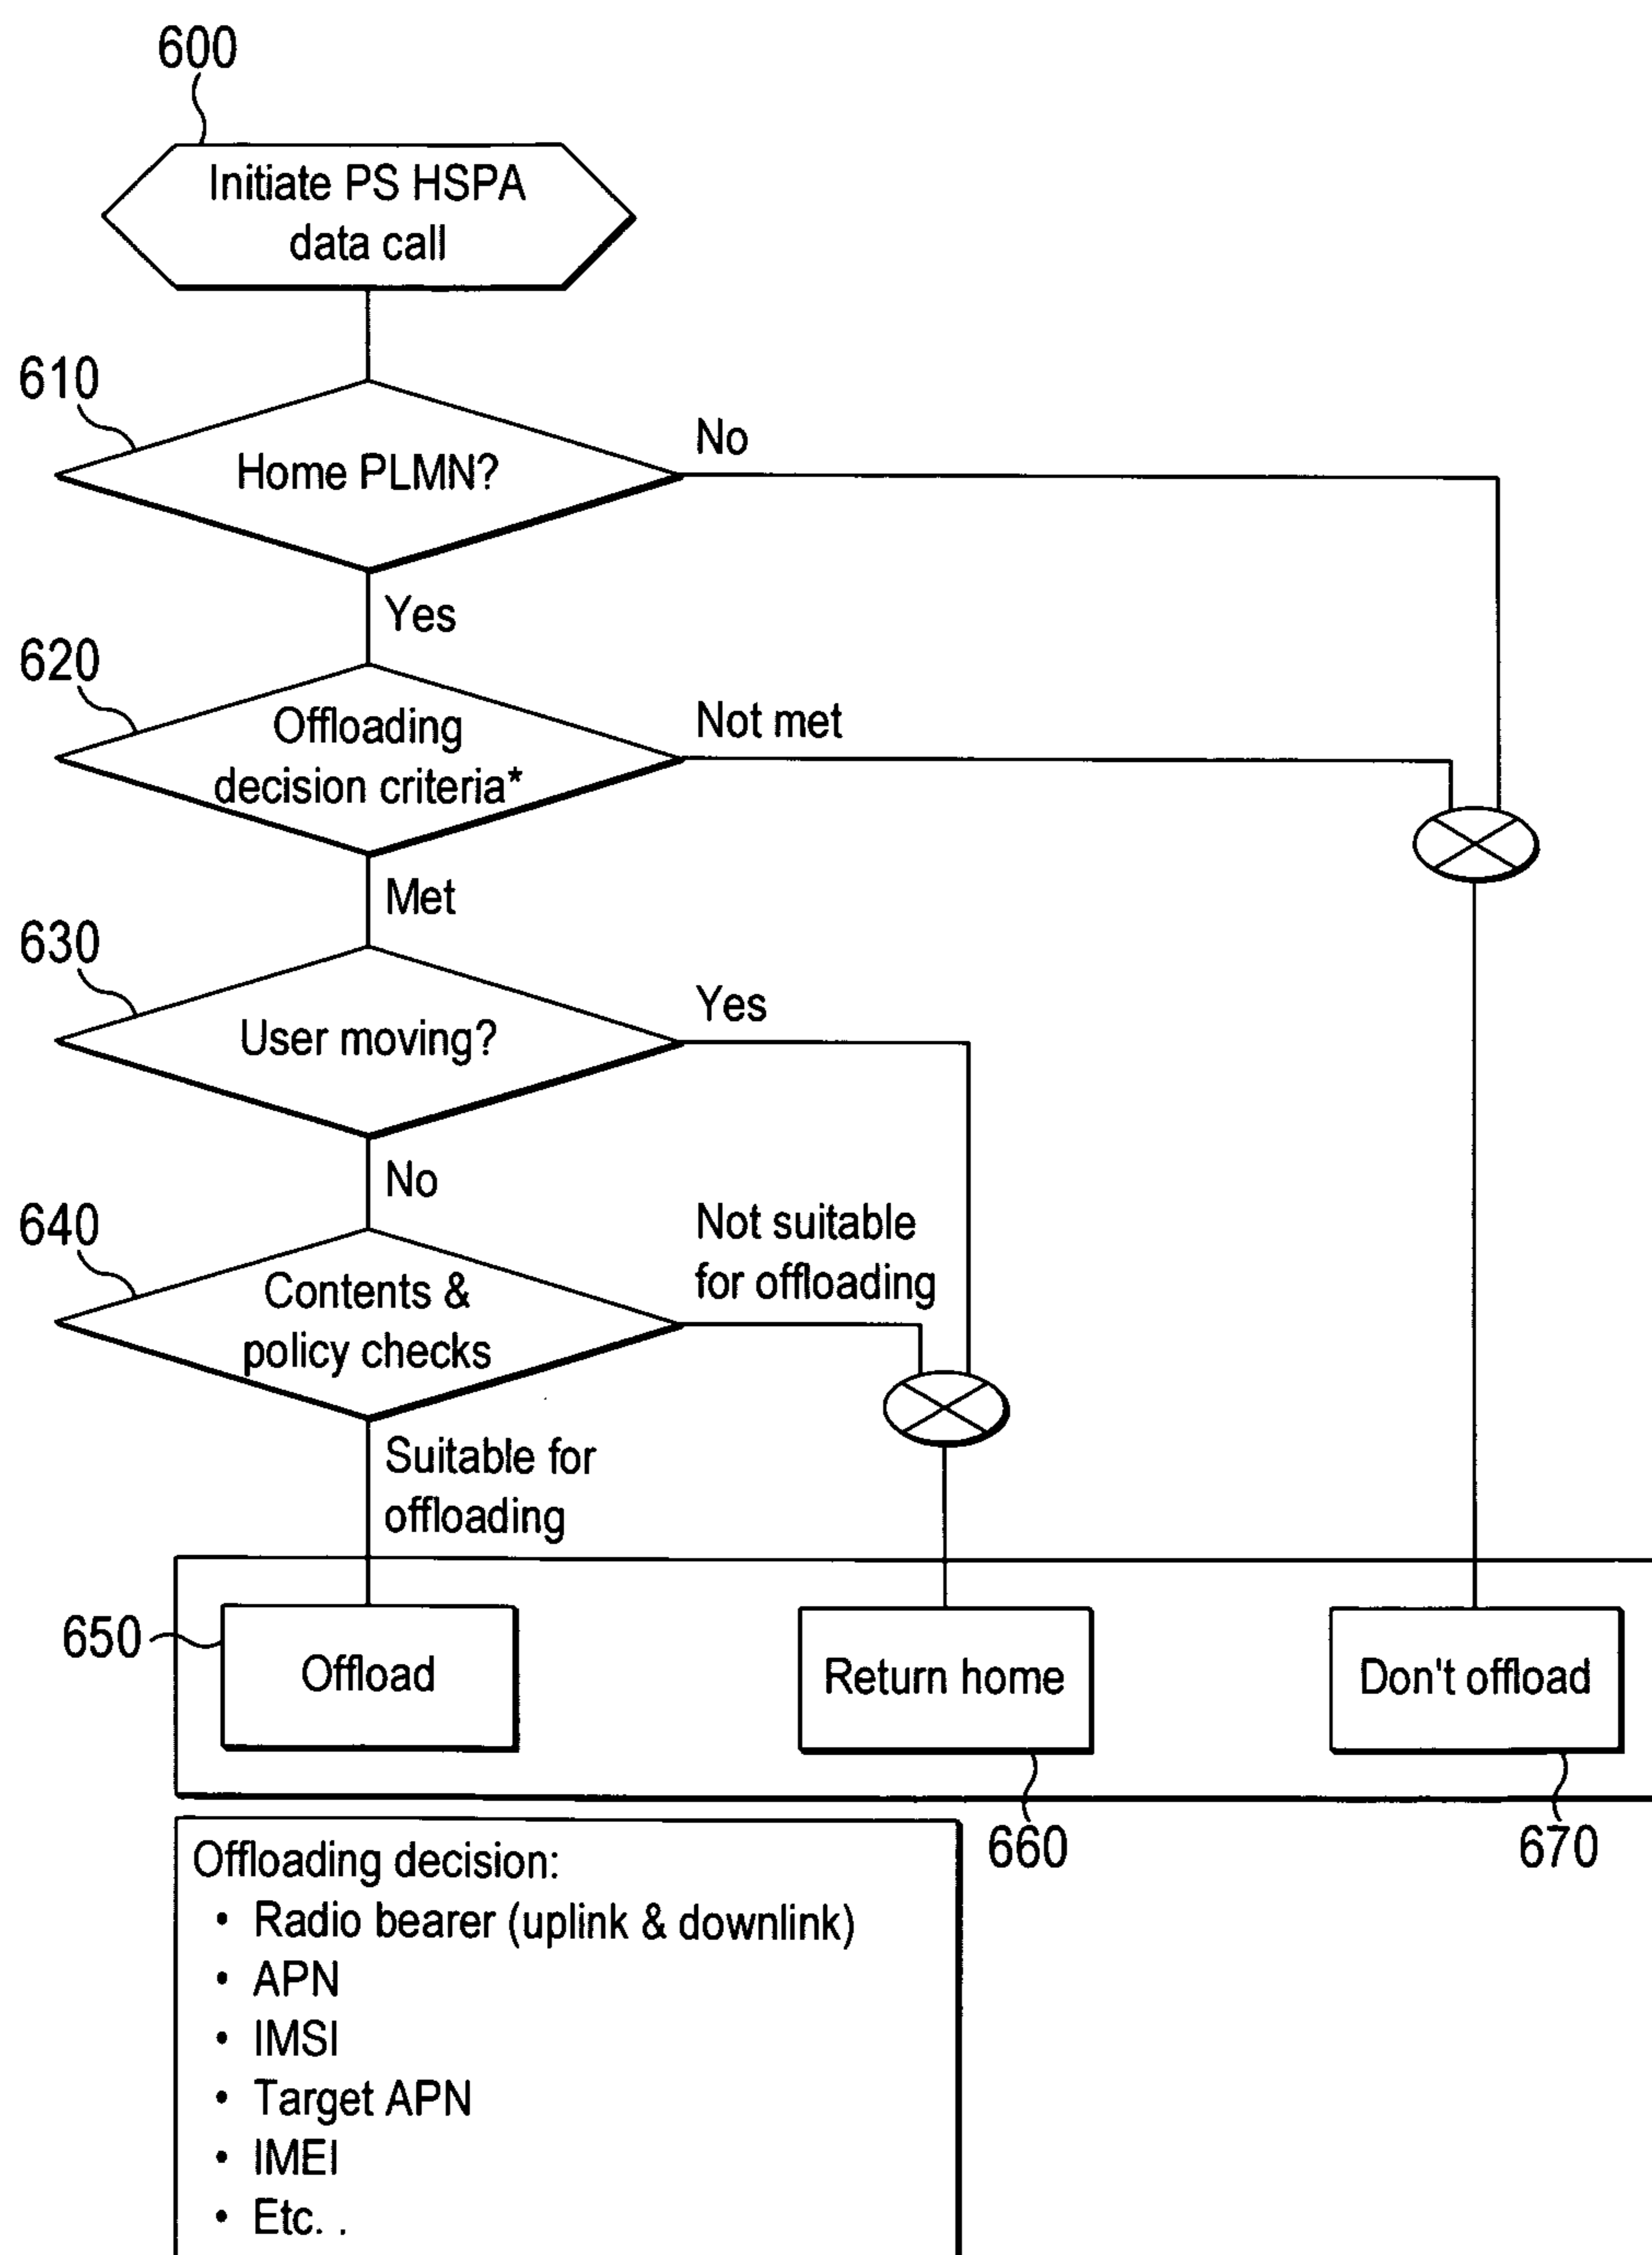 600
Initiate PS HSPA
data call
610
Home PLMN?
No
Yes
620
Offloading
decision criteria*
Not met
Met
630
User moving?
Yes
No
640
Contents &
policy checks
Not suitable
for offloading
Suitable for
offloading
650
Offload
Return home
Don't offload
660
670
Offloading decision:
• Radio bearer (uplink & downlink)
• APN
• IMSI
• Target APN
• IMEI
• Etc. .